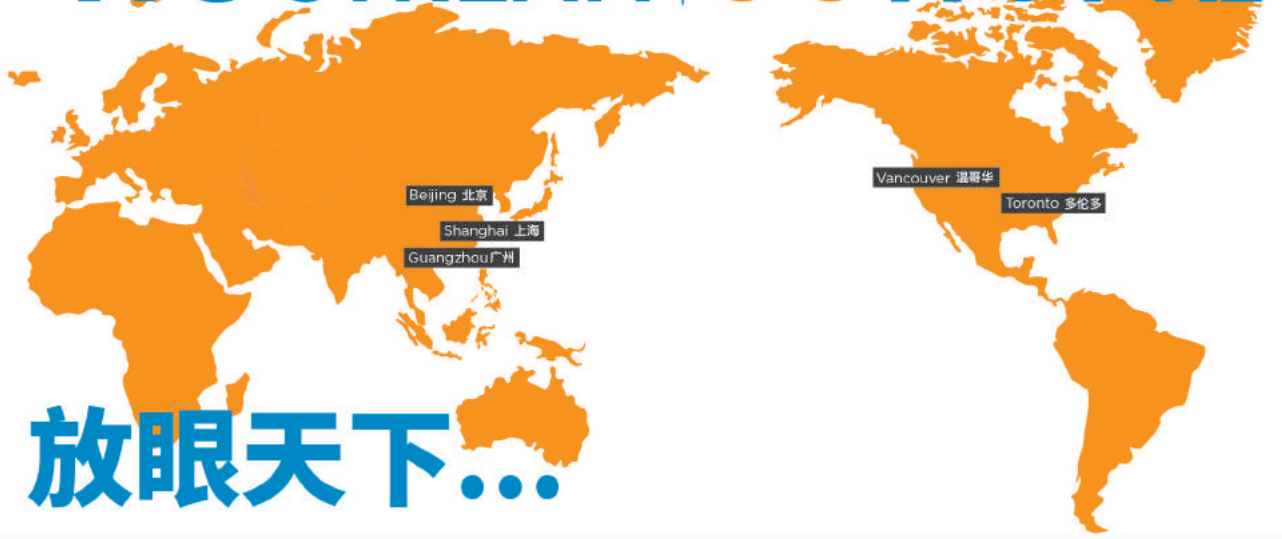 Beijing 北京
Shanghai 上海
Guangzhou广州
Vancouver 温哥华
Toronto 多伦多
放眼天下...